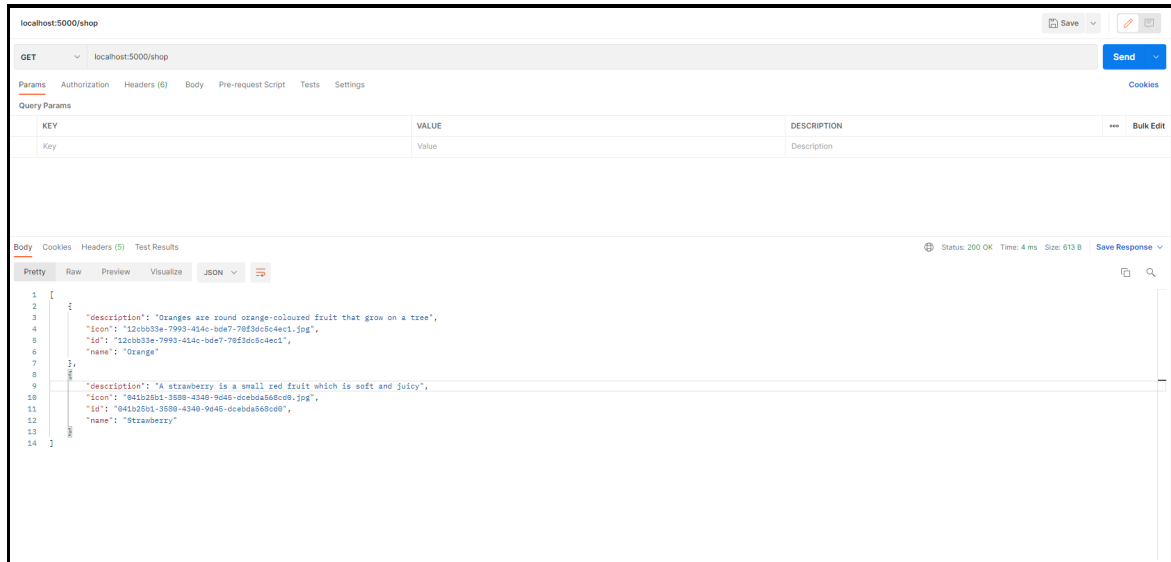 localhost:5000/shop
Save
GET localhost:5000/shop Send
Params Authorization Headers (6) Body Pre-request Script Tests Settings Cookies
Query Params
KEY VALUE DESCRIPTION ••• Bulk Edit
Key Value Description
Body Cookies Headers (5) Test Results Status: 200 OK Time: 4 ms Size: 613 B Save Response
Pretty Raw Preview Visualize JSON
1 [
2 {
3 "description": "Oranges are round orange-coloured fruit that grow on a tree",
4 "icon": "12cbb33e-7993-414c-bde7-70f3dc5c4ec1.jpg",
5 "id": "12cbb33e-7993-414c-bde7-70f3dc5c4ec1",
6 "name": "Orange"
7 },
8 {
9 "description": "A strawberry is a small red fruit which is soft and juicy",
10 "icon": "041b25b1-3580-4340-9d45-dcebda568cd0.jpg",
11 "id": "041b25b1-3580-4340-9d45-dcebda568cd0",
12 "name": "Strawberry"
13 }
14 ]